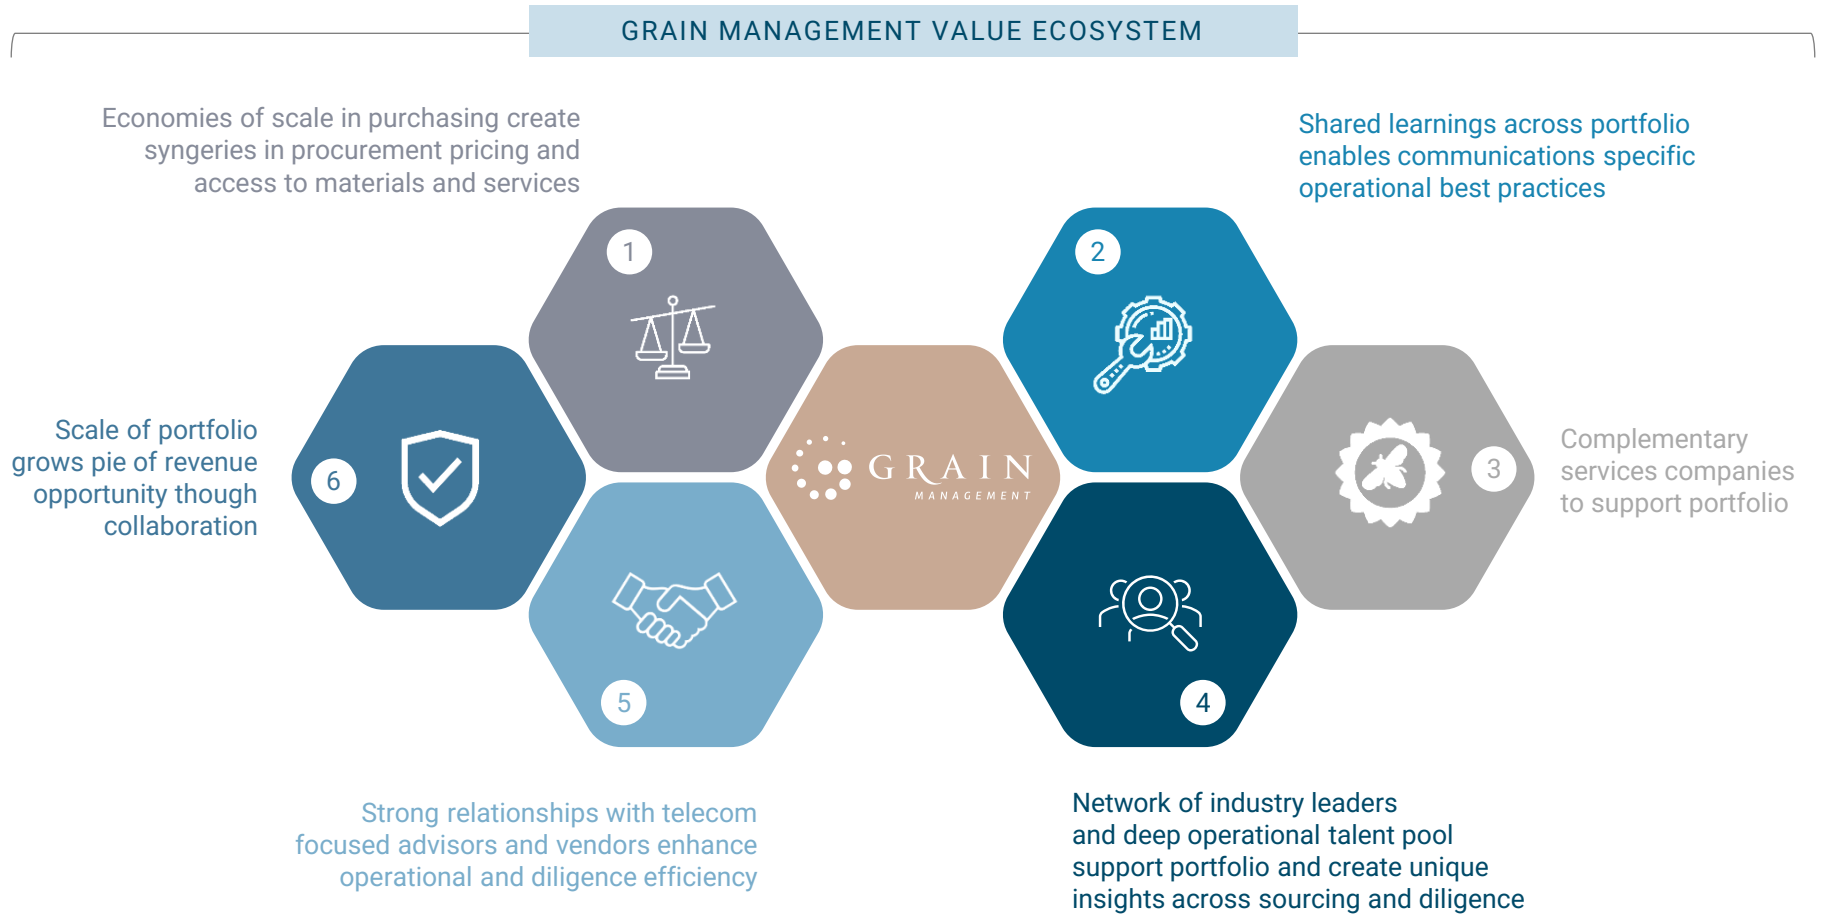 GRAIN MANAGEMENT VALUE ECOSYSTEM
Economies of scale in purchasing create
syngeries in procurement pricing and
access to materials and services
1
2
Shared learnings across portfolio
enables communications specific
operational best practices
3
Complementary
services companies
to support portfolio
GRAIN
MANAGEMENT
4
Network of industry leaders
and deep operational talent pool
support portfolio and create unique
insights across sourcing and diligence
5
Strong relationships with telecom
focused advisors and vendors enhance
operational and diligence efficiency
6
Scale of portfolio
grows pie of revenue
opportunity though
collaboration